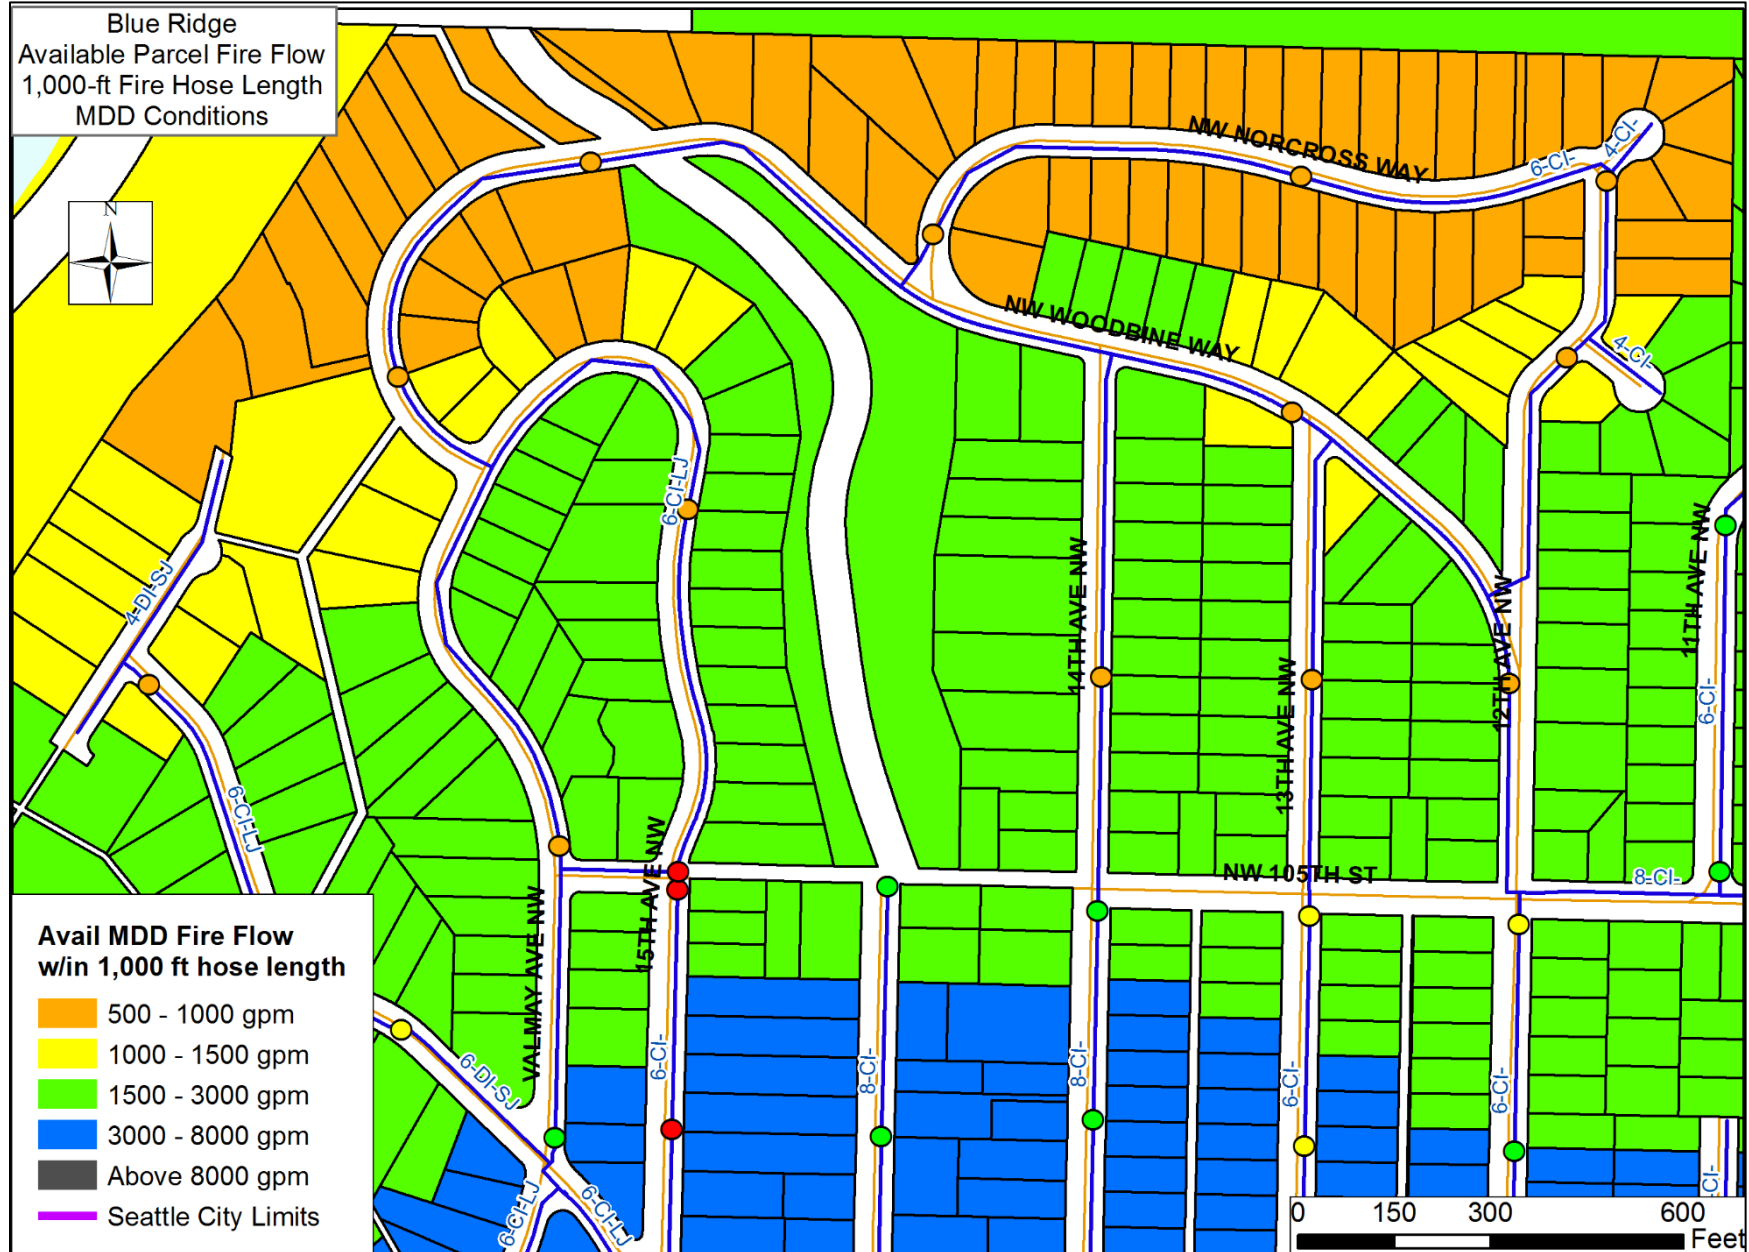 Blue Ridge
Available Parcel Fire Flow
1,000-ft Fire Hose Length
MDD Conditions
N
NW NORCROSS WAY
6-CI-
4-CI-
NW WOODBINE WAY
4-CI-
6-CI-LJ
4-DI-SJ
14TH AVE NW
13TH AVE NW
12TH AVE NW
11TH AVE NW
6-CI-
6-CI-LJ
15TH AVE NW
NW 105TH ST
8-CI-
VALMAY AVE NW
6-DI-SJ
6-CI-
8-CI-
8-CI-
6-CI-
6-CI-
CI-
6-CI-LJ
6-CI-LJ
Avail MDD Fire Flow
w/in 1,000 ft hose length
500 - 1000 gpm
1000 - 1500 gpm
1500 - 3000 gpm
3000 - 8000 gpm
Above 8000 gpm
Seattle City Limits
0 150 300 600
Feet